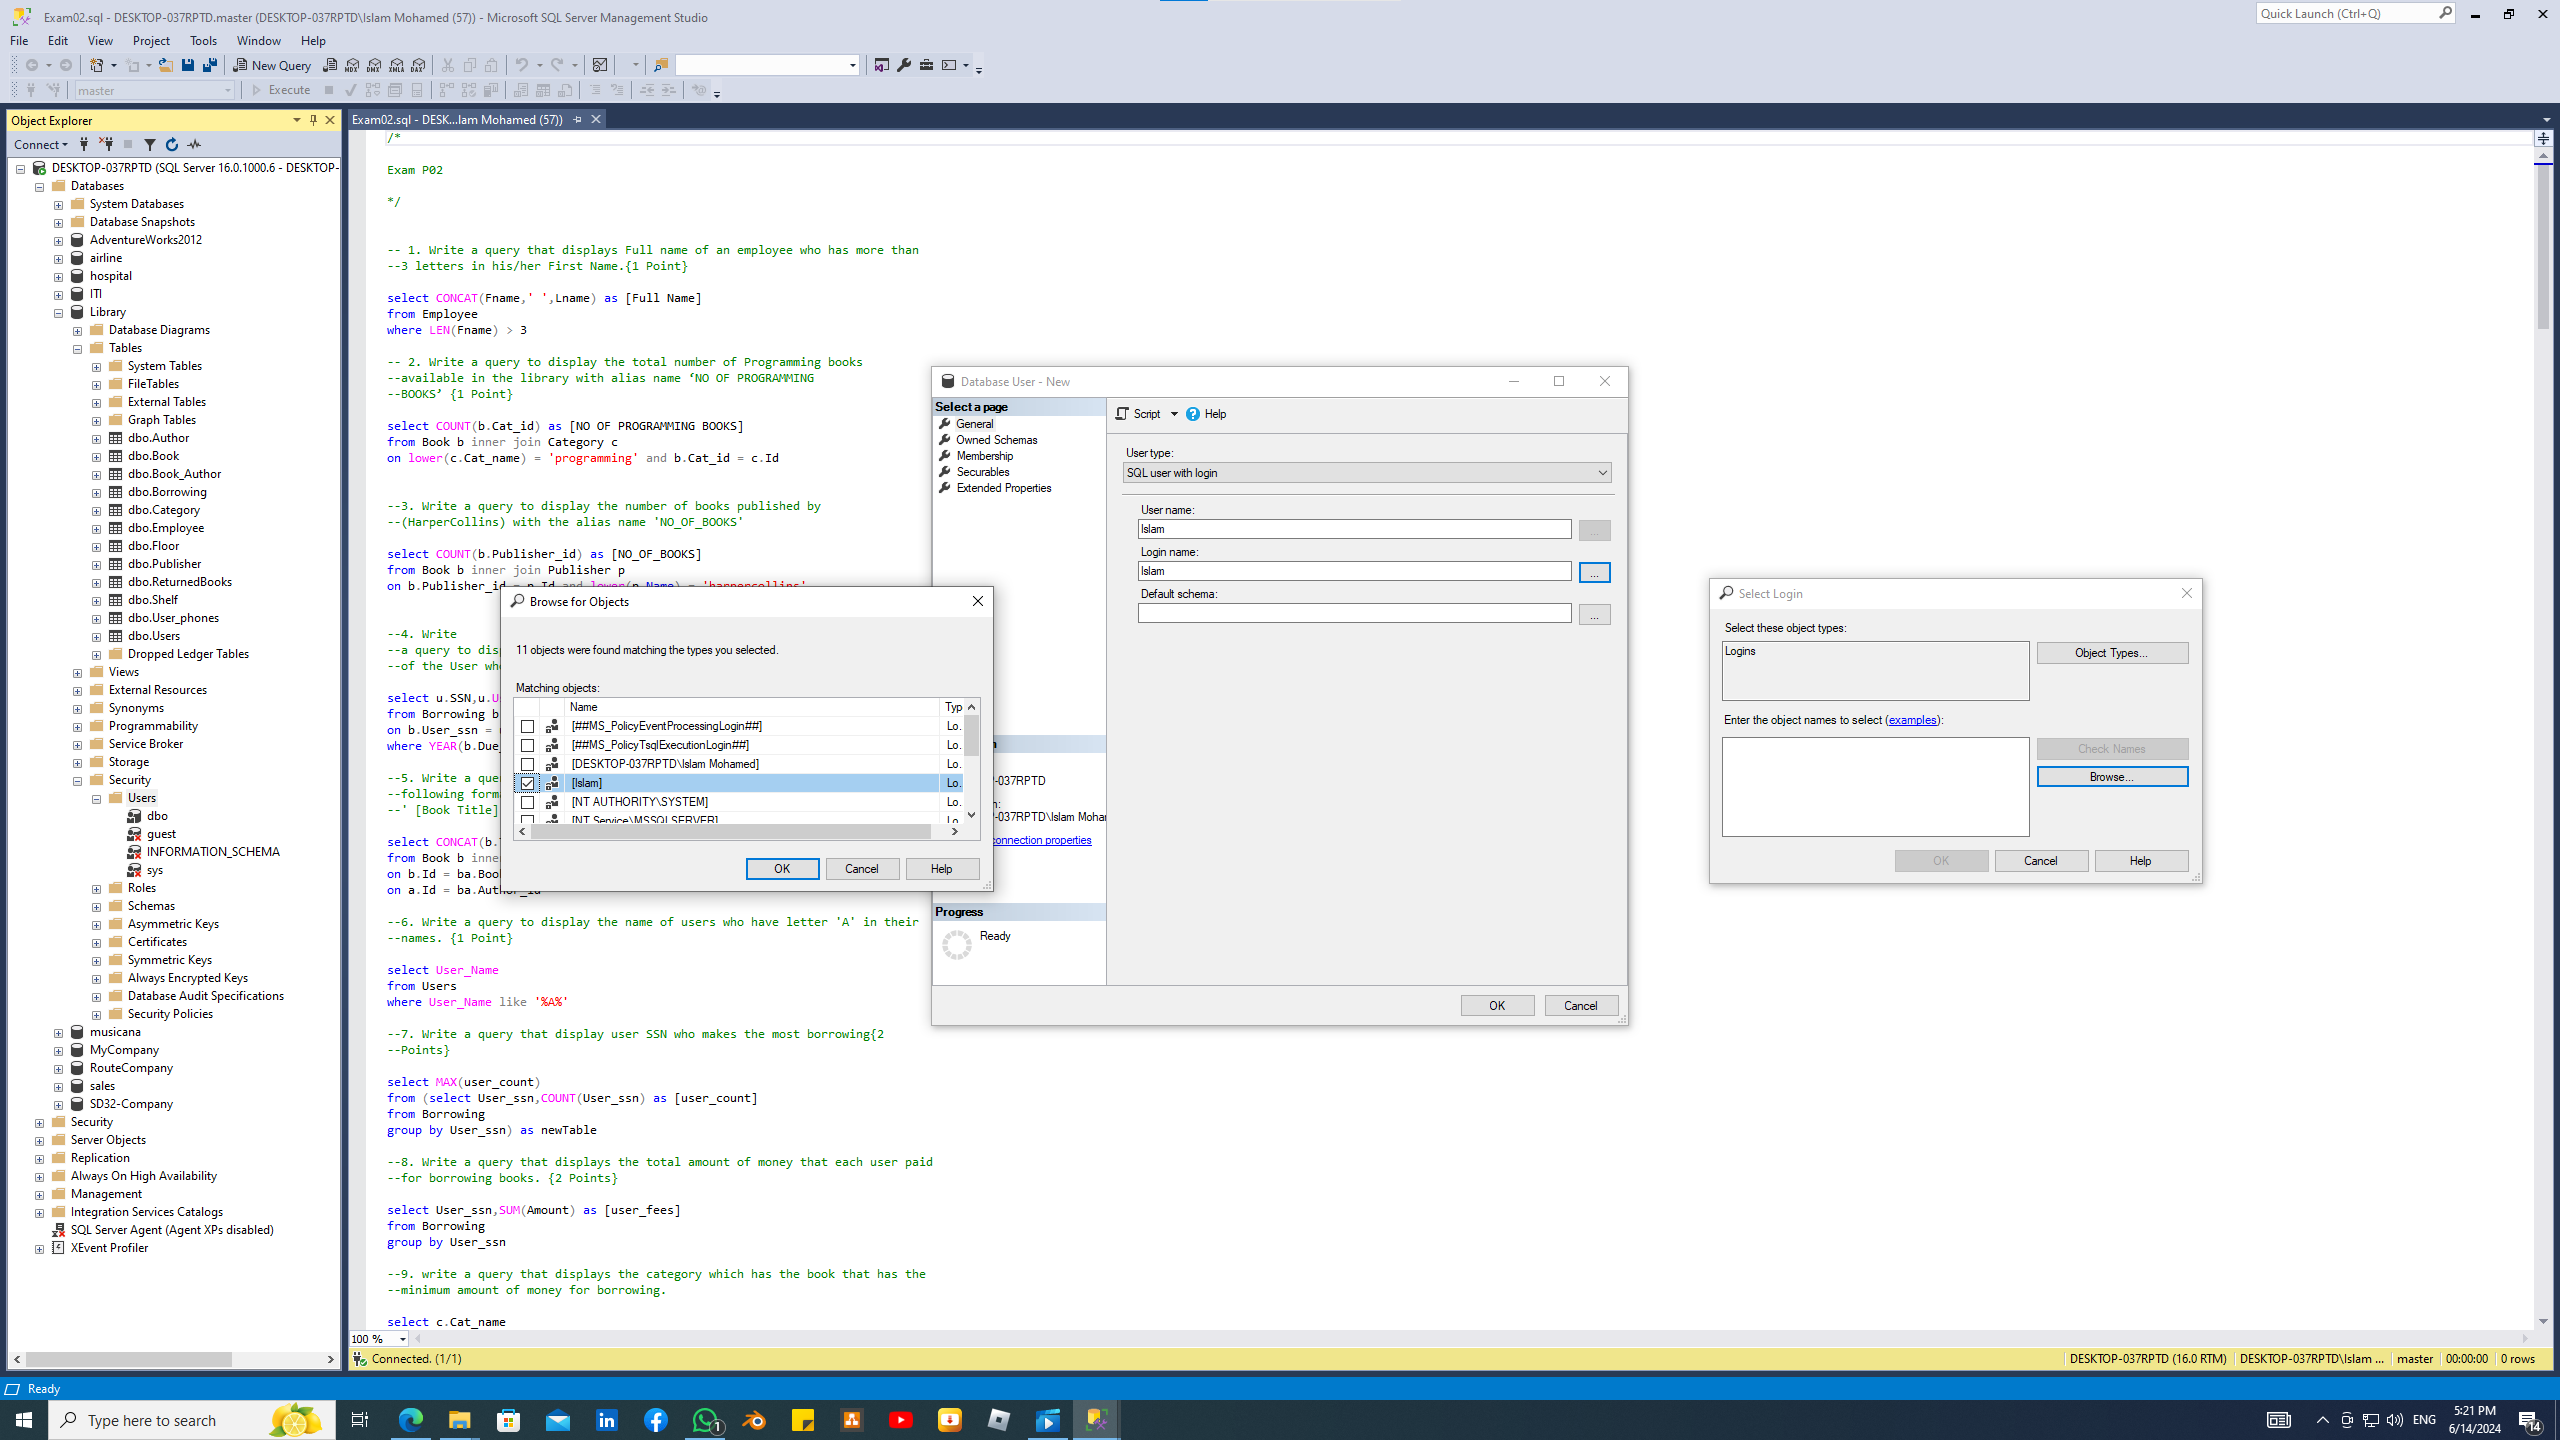 Exam02.sql - DESKTOP-037RPTD.master (DESKTOP-037RPTD\Islam Mohamed (57)) - Microsoft SQL Server Management Studio
Quick Launch (Ctrl+Q)
File Edit View Project Tools Window Help
New Query MDX DMX XMLA DAX
master Execute
Object Explorer
Exam02.sql - DESK...lam Mohamed (57))
Connect
DESKTOP-037RPTD (SQL Server 16.0.1000.6 - DESKTOP-
Databases
System Databases
Database Snapshots
AdventureWorks2012
airline
hospital
ITI
Library
Database Diagrams
Tables
System Tables
FileTables
External Tables
Graph Tables
dbo.Author
dbo.Book
dbo.Book_Author
dbo.Borrowing
dbo.Category
dbo.Employee
dbo.Floor
dbo.Publisher
dbo.ReturnedBooks
dbo.Shelf
dbo.User_phones
dbo.Users
Dropped Ledger Tables
Views
External Resources
Synonyms
Programmability
Service Broker
Storage
Security
Users
dbo
guest
INFORMATION_SCHEMA
sys
Roles
Schemas
Asymmetric Keys
Certificates
Symmetric Keys
Always Encrypted Keys
Database Audit Specifications
Security Policies
musicana
MyCompany
RouteCompany
sales
SD32-Company
Security
Server Objects
Replication
Always On High Availability
Management
Integration Services Catalogs
SQL Server Agent (Agent XPs disabled)
XEvent Profiler
/*
Exam P02
*/
-- 1. Write a query that displays Full name of an employee who has more than
--3 letters in his/her First Name.{1 Point}
select CONCAT(Fname,' ',Lname) as [Full Name]
from Employee
where LEN(Fname) > 3
-- 2. Write a query to display the total number of Programming books
--available in the library with alias name ‘NO OF PROGRAMMING
--BOOKS’ {1 Point}
select COUNT(b.Cat_id) as [NO OF PROGRAMMING BOOKS]
from Book b inner join Category c
on lower(c.Cat_name) = 'programming' and b.Cat_id = c.Id
--3. Write a query to display the number of books published by
--(HarperCollins) with the alias name 'NO_OF_BOOKS'
select COUNT(b.Publisher_id) as [NO_OF_BOOKS]
from Book b inner join Publisher p
on b.Publisher_id = p.Id and lower(p.Name) = 'harpercollins'
--4. Write
--a query to dis
--of the User wh
select u.SSN,u.U
from Borrowing b
on b.User_ssn =
where YEAR(b.Due
--5. Write a que
--following form
--' [Book Title]
select CONCAT(b.
from Book b inne
on b.Id = ba.Boo
on a.Id = ba.Author_id
--6. Write a query to display the name of users who have letter 'A' in their
--names. {1 Point}
select User_Name
from Users
where User_Name like '%A%'
--7. Write a query that display user SSN who makes the most borrowing{2
--Points}
select MAX(user_count)
from (select User_ssn,COUNT(User_ssn) as [user_count]
from Borrowing
group by User_ssn) as newTable
--8. Write a query that displays the total amount of money that each user paid
--for borrowing books. {2 Points}
select User_ssn,SUM(Amount) as [user_fees]
from Borrowing
group by User_ssn
--9. write a query that displays the category which has the book that has the
--minimum amount of money for borrowing.
select c.Cat_name
Browse for Objects
11 objects were found matching the types you selected.
Matching objects:
Name Typ
[##MS_PolicyEventProcessingLogin##] Lo.
[##MS_PolicyTsqlExecutionLogin##] Lo.
[DESKTOP-037RPTD\Islam Mohamed] Lo.
[Islam] Lo.
[NT AUTHORITY\SYSTEM] Lo.
[NT Service\MSSQLSERVER] Lo.
OK Cancel Help
Database User - New
Select a page
General
Owned Schemas
Membership
Securables
Extended Properties
Script Help
User type:
SQL user with login
User name:
Islam
...
Login name:
Islam
...
Default schema:
...
n
-037RPTD
n:
-037RPTD\Islam Moham
connection properties
Progress
Ready
OK Cancel
Select Login
Select these object types:
Logins
Object Types...
Enter the object names to select (examples):
Check Names
Browse...
OK Cancel Help
100 %
Connected. (1/1)
DESKTOP-037RPTD (16.0 RTM) DESKTOP-037RPTD\Islam ... master 00:00:00 0 rows
Ready
Type here to search
1
ENG
5:21 PM
6/14/2024
14